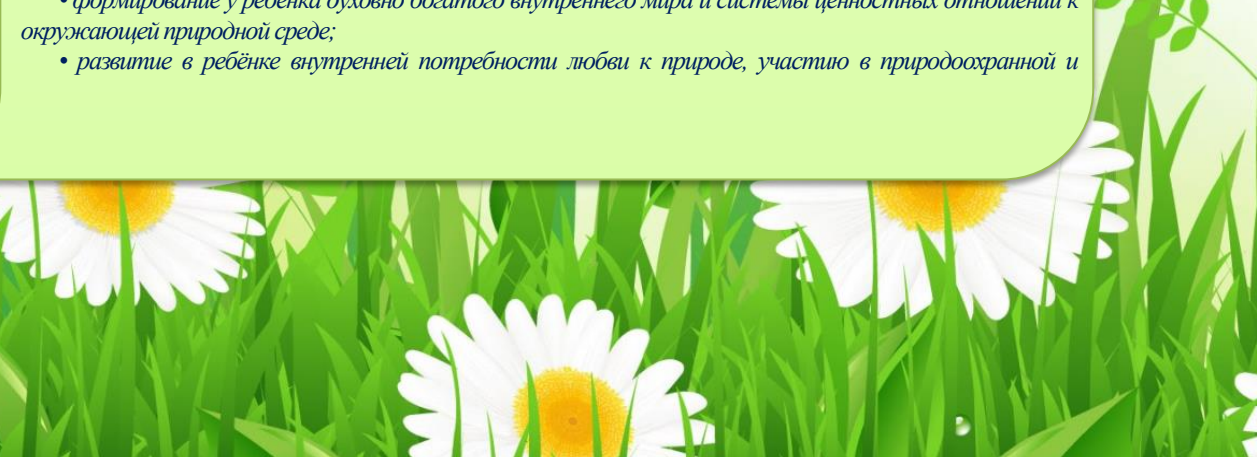 • формирование у ребёнка духовно богатого внутреннего мира и системы ценностных отношений к
окружающей природной среде;
• развитие в ребёнке внутренней потребности любви к природе, участию в природоохранной и